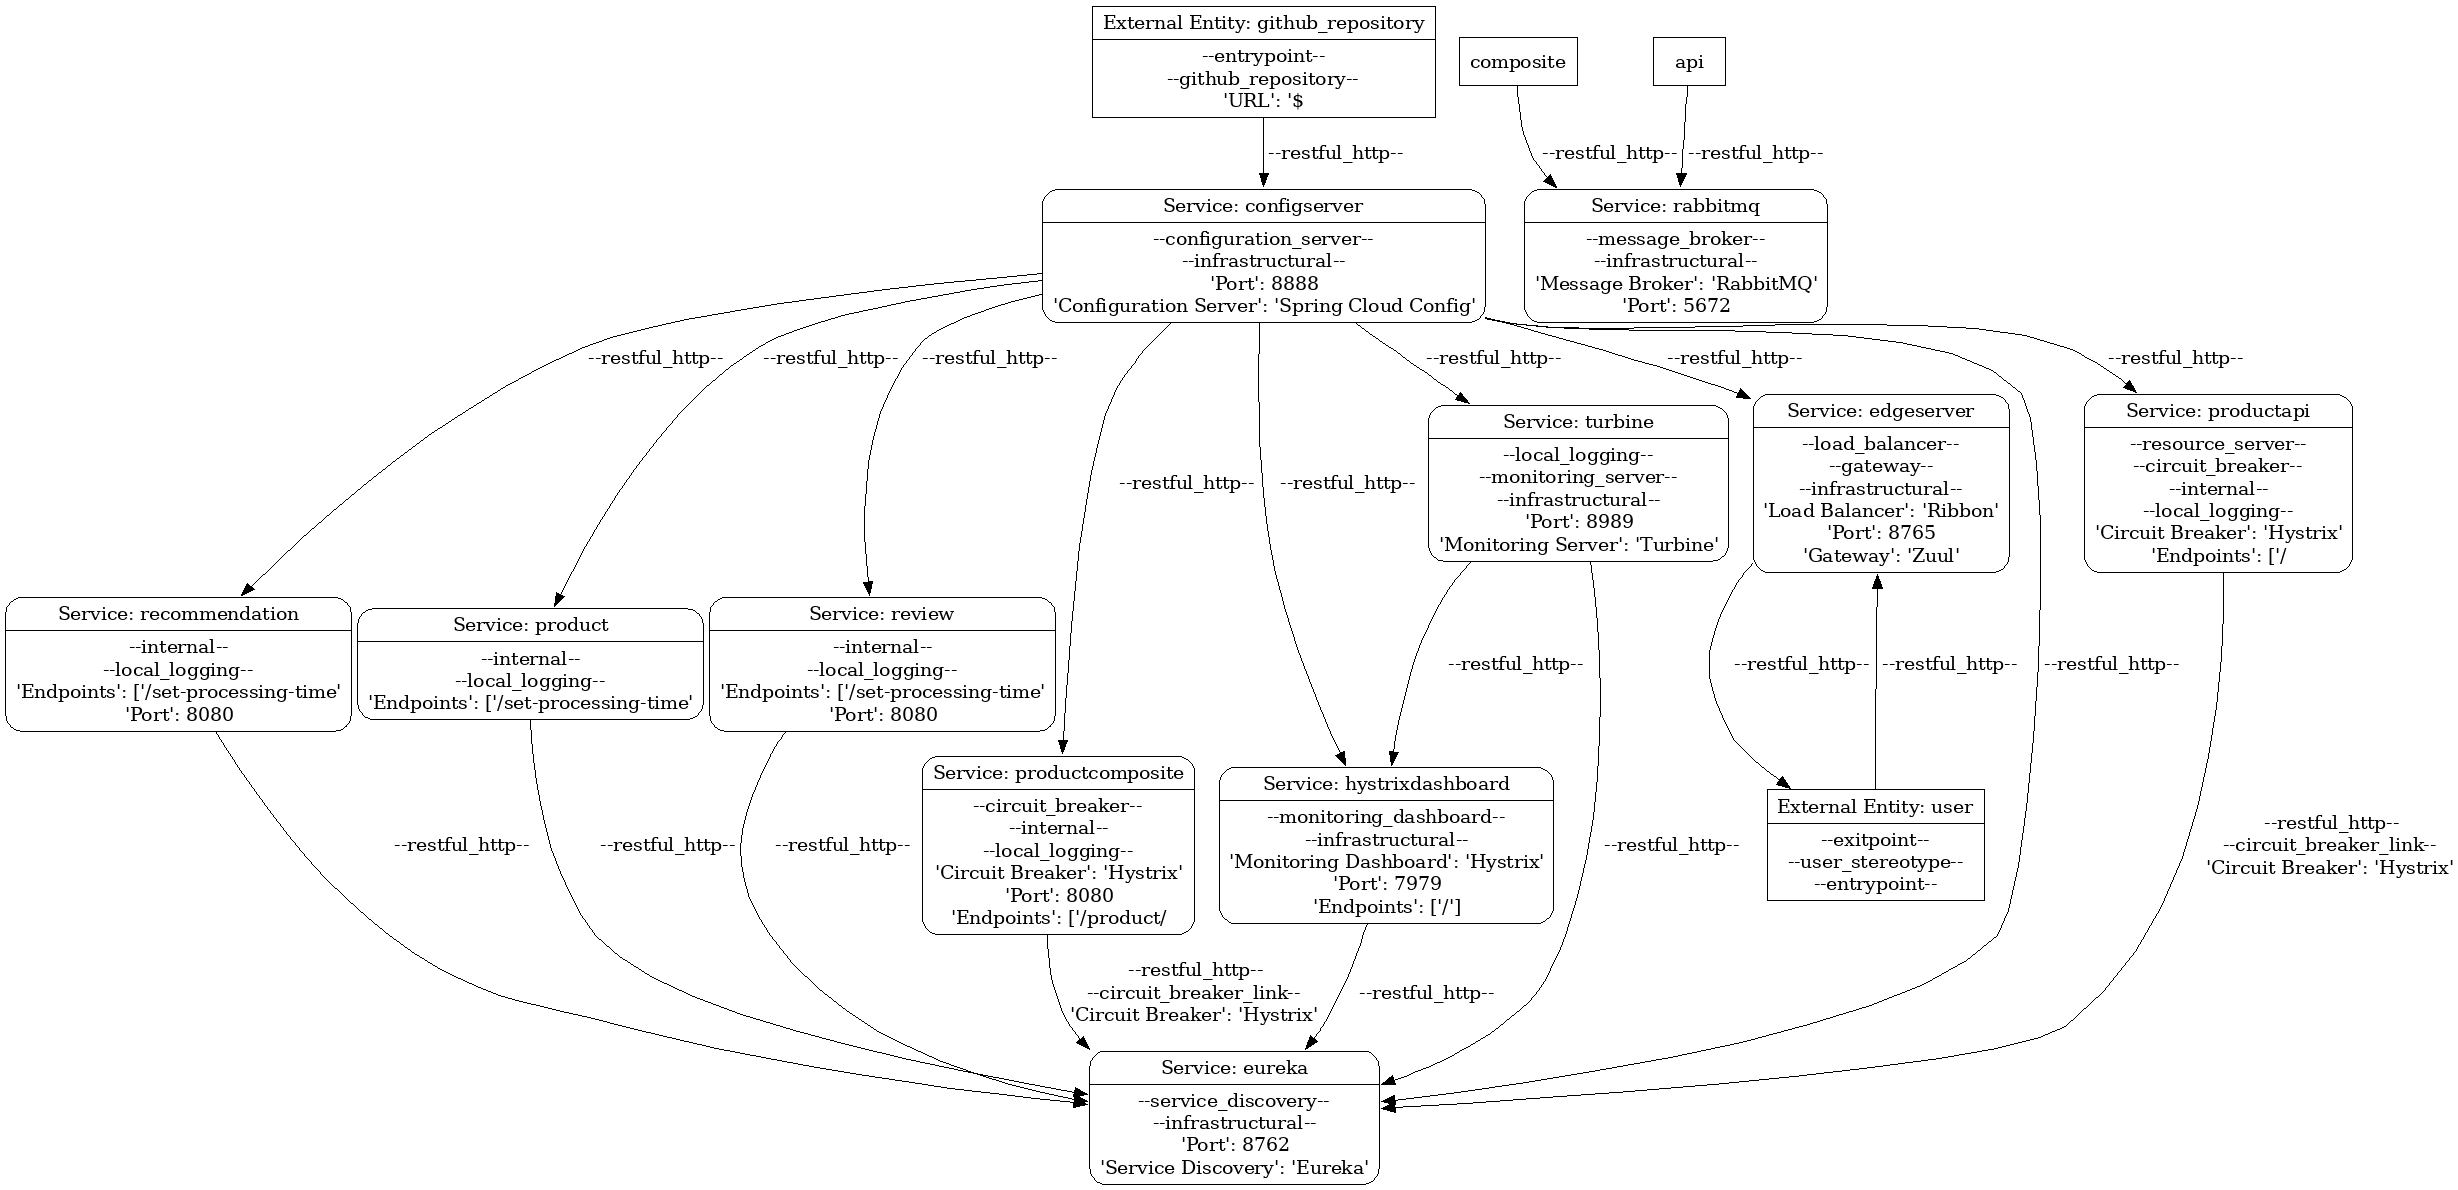 External Entity: github_repository
--entrypoint--
--github_repository--
'URL': '$
composite
api
--restful_http--
--restful_http--
--restful_http--
Service: configserver
--configuration_server--
--infrastructural--
'Port': 8888
'Configuration Server': 'Spring Cloud Config'
Service: rabbitmq
--message_broker--
--infrastructural--
'Message Broker': 'RabbitMQ'
'Port': 5672
--restful_http--
--restful_http--
--restful_http--
--restful_http--
--restful_http--
--restful_http--
--restful_http--
--restful_http--
Service: turbine
--local_logging--
--monitoring_server--
--infrastructural--
'Port': 8989
'Monitoring Server': 'Turbine'
Service: edgeserver
--load_balancer--
--gateway--
--infrastructural--
'Load Balancer': 'Ribbon'
'Port': 8765
'Gateway': 'Zuul'
Service: productapi
--resource_server--
--circuit_breaker--
--internal--
--local_logging--
'Circuit Breaker': 'Hystrix'
'Endpoints': ['/
Service: recommendation
--internal--
--local_logging--
'Endpoints': ['/set-processing-time'
'Port': 8080
Service: product
--internal--
--local_logging--
'Endpoints': ['/set-processing-time'
Service: review
--internal--
--local_logging--
'Endpoints': ['/set-processing-time'
'Port': 8080
--restful_http--
--restful_http--
--restful_http--
--restful_http--
Service: productcomposite
--circuit_breaker--
--internal--
--local_logging--
'Circuit Breaker': 'Hystrix'
'Port': 8080
'Endpoints': ['/product/
Service: hystrixdashboard
--monitoring_dashboard--
--infrastructural--
'Monitoring Dashboard': 'Hystrix'
'Port': 7979
'Endpoints': ['/']
External Entity: user
--exitpoint--
--user_stereotype--
--entrypoint--
--restful_http--
--restful_http--
--restful_http--
--restful_http--
--restful_http--
--circuit_breaker_link--
'Circuit Breaker': 'Hystrix'
--restful_http--
--circuit_breaker_link--
'Circuit Breaker': 'Hystrix'
--restful_http--
Service: eureka
--service_discovery--
--infrastructural--
'Port': 8762
'Service Discovery': 'Eureka'